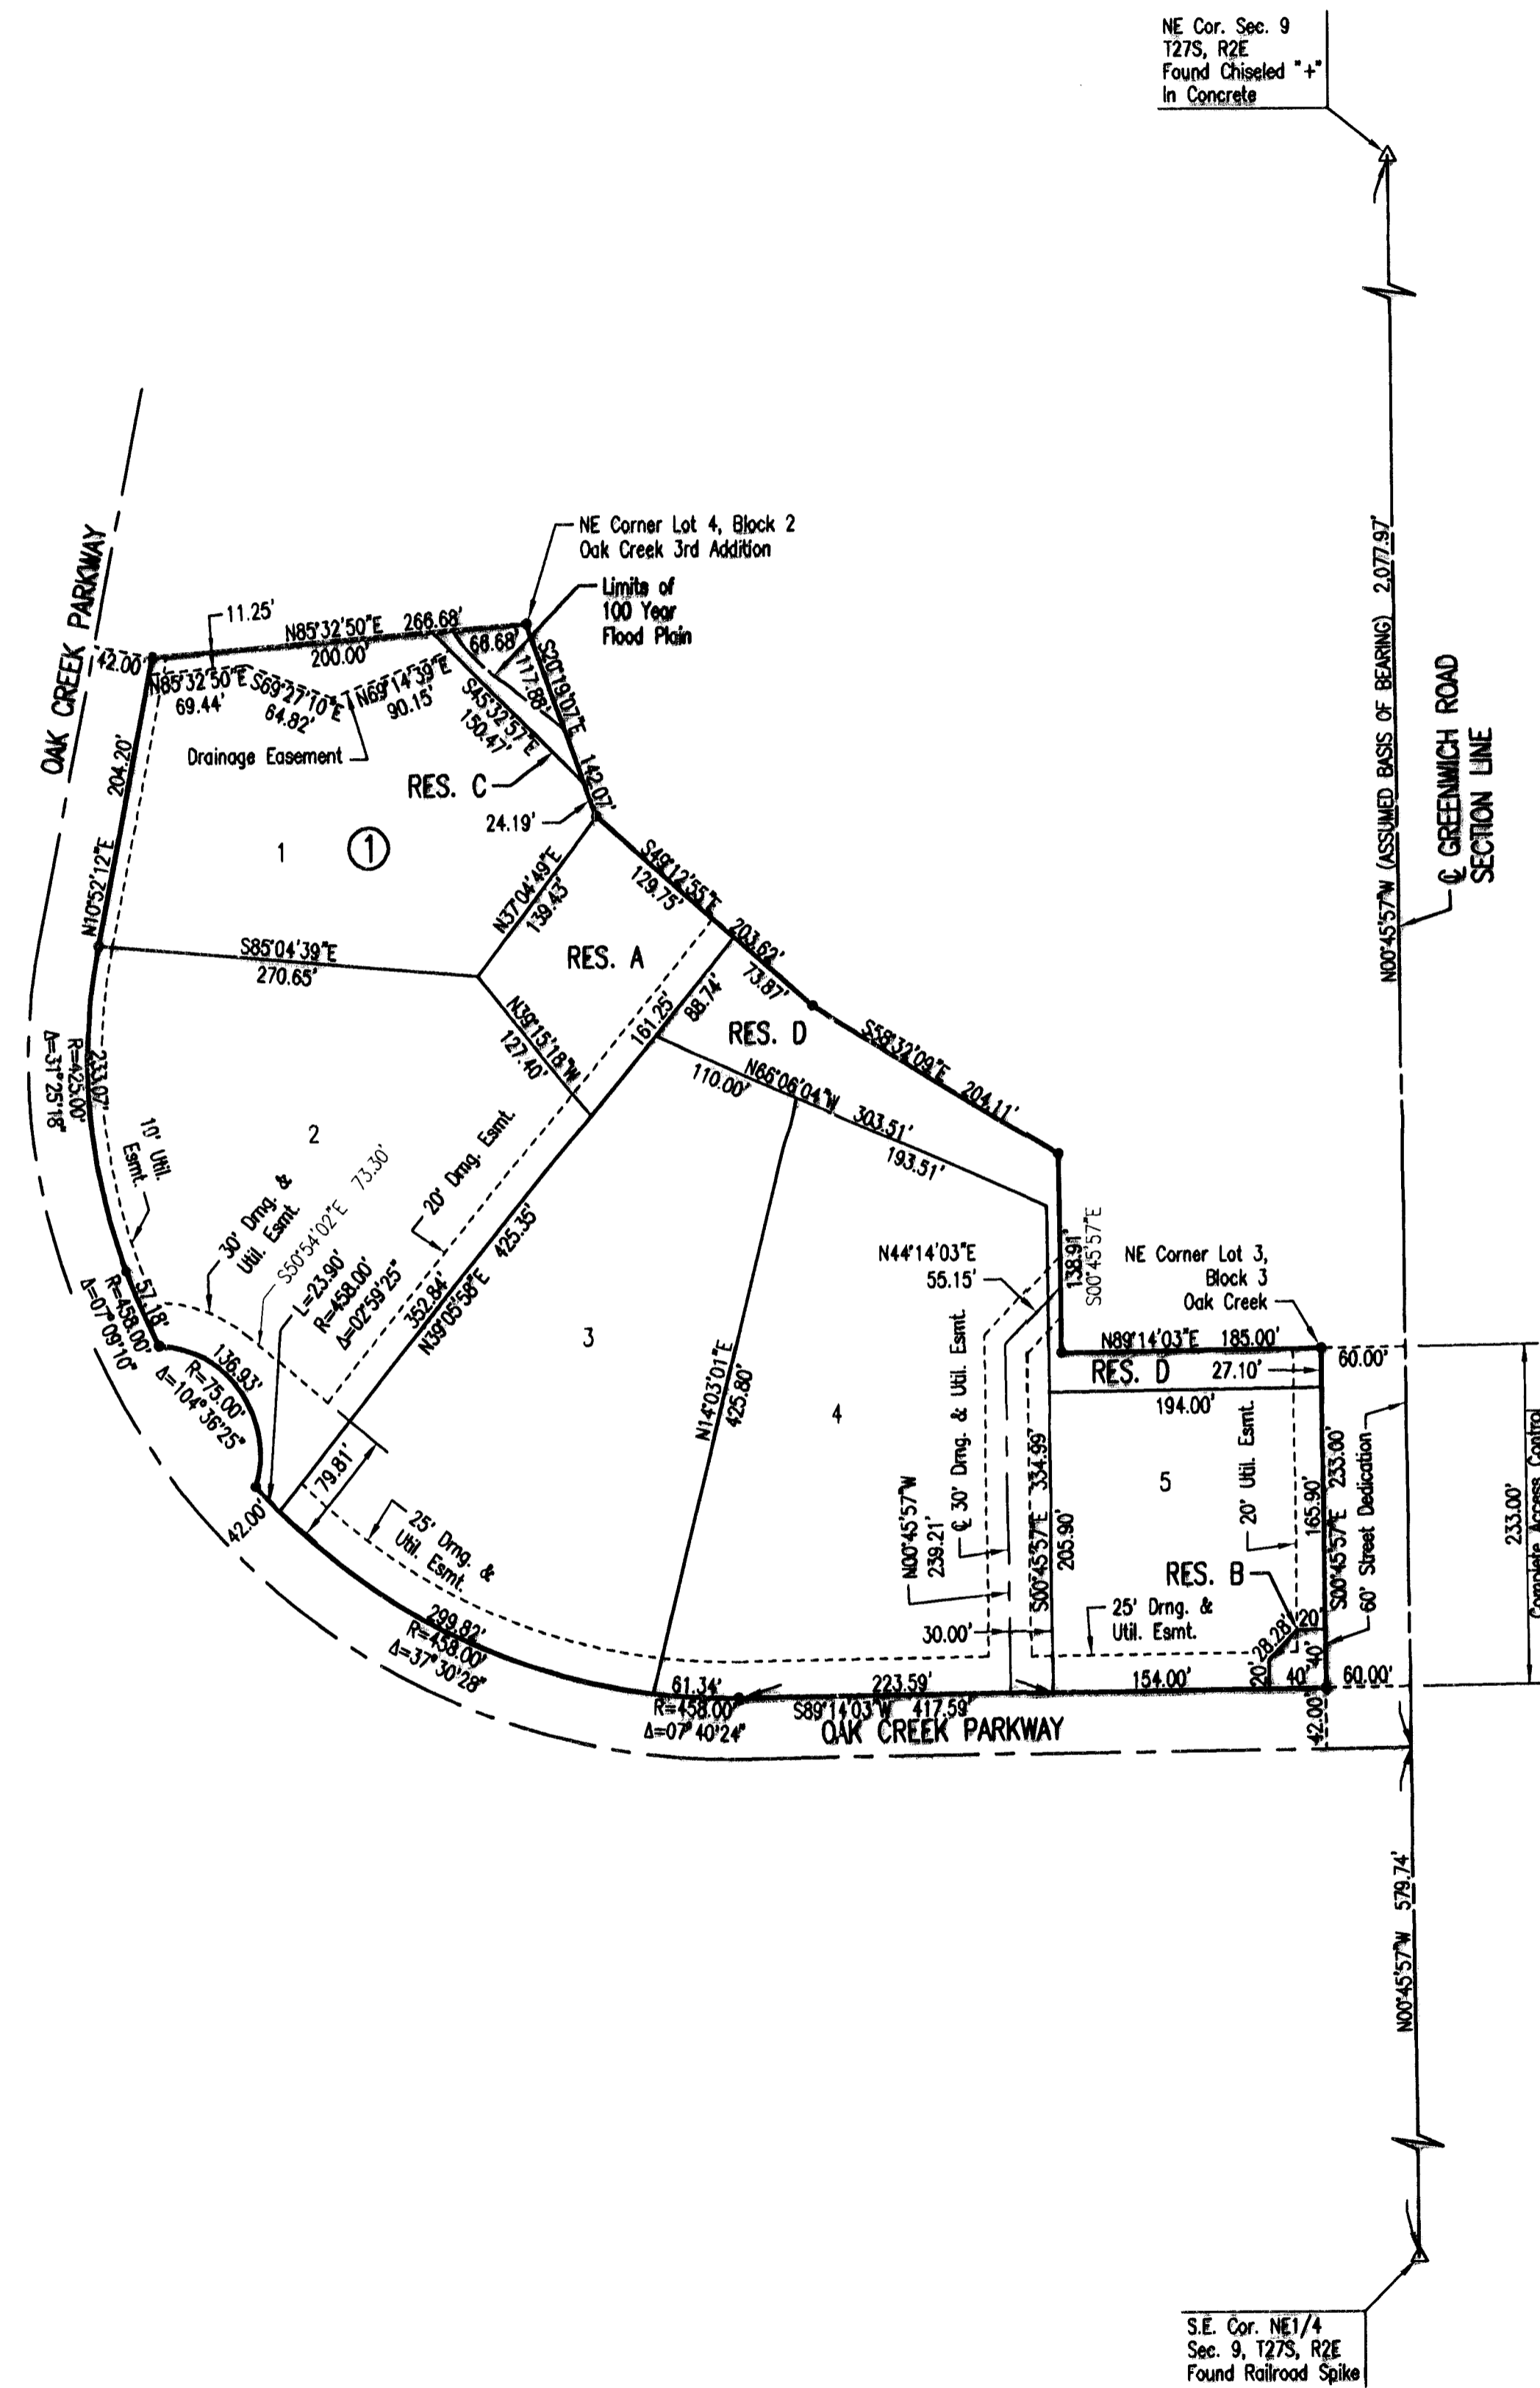 NE Cor. Sec. 9
T27S, R2E
Found Chiseled "+"
In Concrete
N00°45'57"W (ASSUMED BASIS OF BEARING) 2,077.97'
℄ GREENWICH ROAD
SECTION LINE
NE Corner Lot 4, Block 2
Oak Creek 3rd Addition
Limits of
100 Year
Flood Plain
OAK CREEK PARKWAY
11.25'
N85°32'50"E 266.68'
200.00'
66.68'
42.00'
N85°32'50"E
69.44'
S69°27'10"E
64.82'
N69°14'39"E
90.15'
Drainage Easement
S20°19'07"E
117.88'
142.07'
S45°32'57"E
150.47'
RES. C
24.19'
204.20'
N10°52'12"E
1
1
S49°12'55"E
129.75'
203.62'
73.87'
N37°04'49"E
139.43'
RES. A
S85°04'39"E
270.65'
N39°15'18"W
127.40'
161.25'
88.74'
RES. D
S58°32'09"E 204.11'
N66°06'04"W 303.51'
110.00'
193.51'
233.07'
R=425.00'
Δ=31°25'18"
2
10' Util.
Esmt.
30' Drng. &
Util. Esmt.
S50°54'02"E 73.30'
L=23.90'
R=458.00'
Δ=02°59'25"
20' Drng. Esmt.
352.84'
N39°05'58"E 425.35'
57.18'
R=458.00'
Δ=07°09'10"
136.93'
R=75.00'
Δ=104°36'25"
3
N14°03'01"E
425.80'
4
N44°14'03"E
55.15'
138.91'
S00°45'57"E
NE Corner Lot 3,
Block 3
Oak Creek
N89°14'03"E 185.00'
60.00'
RES. D
27.10'
194.00'
N00°45'57"W
239.21'
℄ 30' Drng. & Util. Esmt.
S00°45'57"E 334.99'
205.90'
5
20' Util. Esmt.
165.90'
S00°45'57"E 233.00'
60' Street Dedication
233.00'
Complete Access Control
RES. B
79.81'
42.00'
25' Drng. &
Util. Esmt.
299.82'
R=458.00'
Δ=37°30'28"
30.00'
25' Drng. &
Util. Esmt.
28.28'
20'
20'
40'
40'
61.34'
R=458.00'
Δ=07°40'24"
223.59'
S89°14'03"W 417.59'
154.00'
60.00'
42.00'
OAK CREEK PARKWAY
N00°45'57"W 579.74'
S.E. Cor. NE1/4
Sec. 9, T27S, R2E
Found Railroad Spike